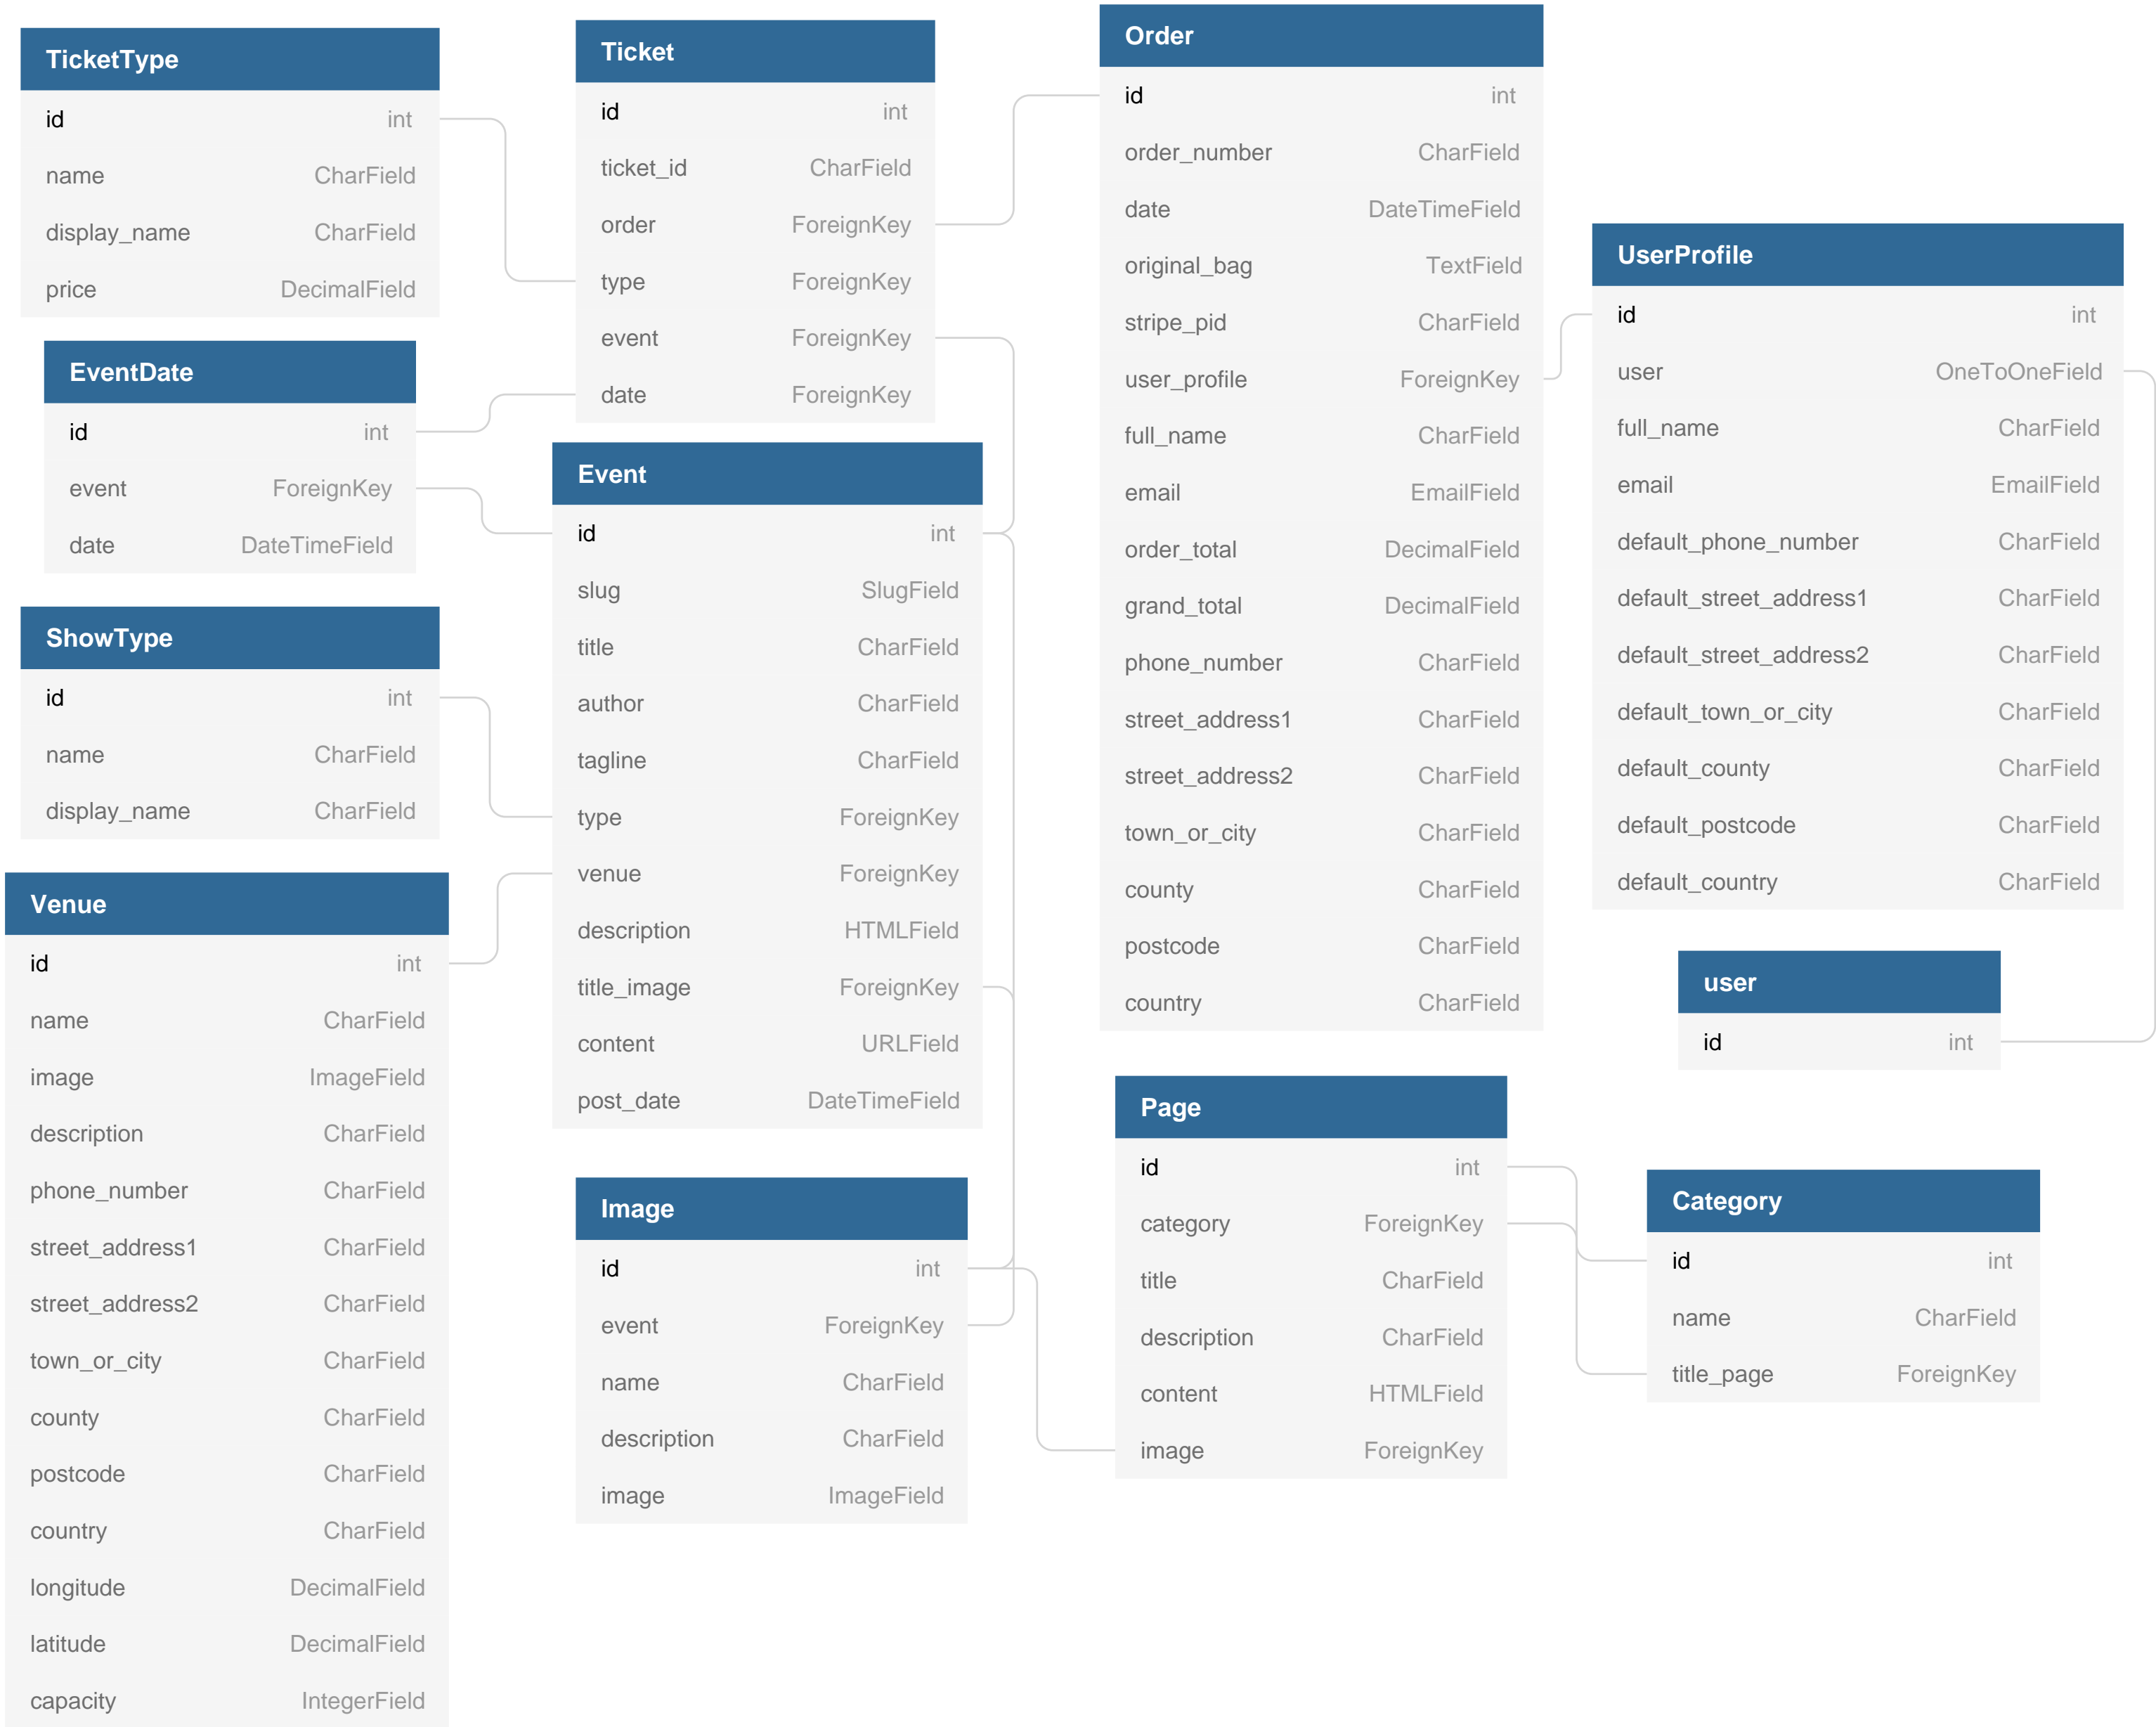 TicketType
id int
name CharField
display_name CharField
price DecimalField
EventDate
id int
event ForeignKey
date DateTimeField
ShowType
id int
name CharField
display_name CharField
Venue
id int
name CharField
image ImageField
description CharField
phone_number CharField
street_address1 CharField
street_address2 CharField
town_or_city CharField
county CharField
postcode CharField
country CharField
longitude DecimalField
latitude DecimalField
capacity IntegerField
Ticket
id int
ticket_id CharField
order ForeignKey
type ForeignKey
event ForeignKey
date ForeignKey
Event
id int
slug SlugField
title CharField
author CharField
tagline CharField
type ForeignKey
venue ForeignKey
description HTMLField
title_image ForeignKey
content URLField
post_date DateTimeField
Image
id int
event ForeignKey
name CharField
description CharField
image ImageField
Order
id int
order_number CharField
date DateTimeField
original_bag TextField
stripe_pid CharField
user_profile ForeignKey
full_name CharField
email EmailField
order_total DecimalField
grand_total DecimalField
phone_number CharField
street_address1 CharField
street_address2 CharField
town_or_city CharField
county CharField
postcode CharField
country CharField
Page
id int
category ForeignKey
title CharField
description CharField
content HTMLField
image ForeignKey
UserProfile
id int
user OneToOneField
full_name CharField
email EmailField
default_phone_number CharField
default_street_address1 CharField
default_street_address2 CharField
default_town_or_city CharField
default_county CharField
default_postcode CharField
default_country CharField
user
id int
Category
id int
name CharField
title_page ForeignKey